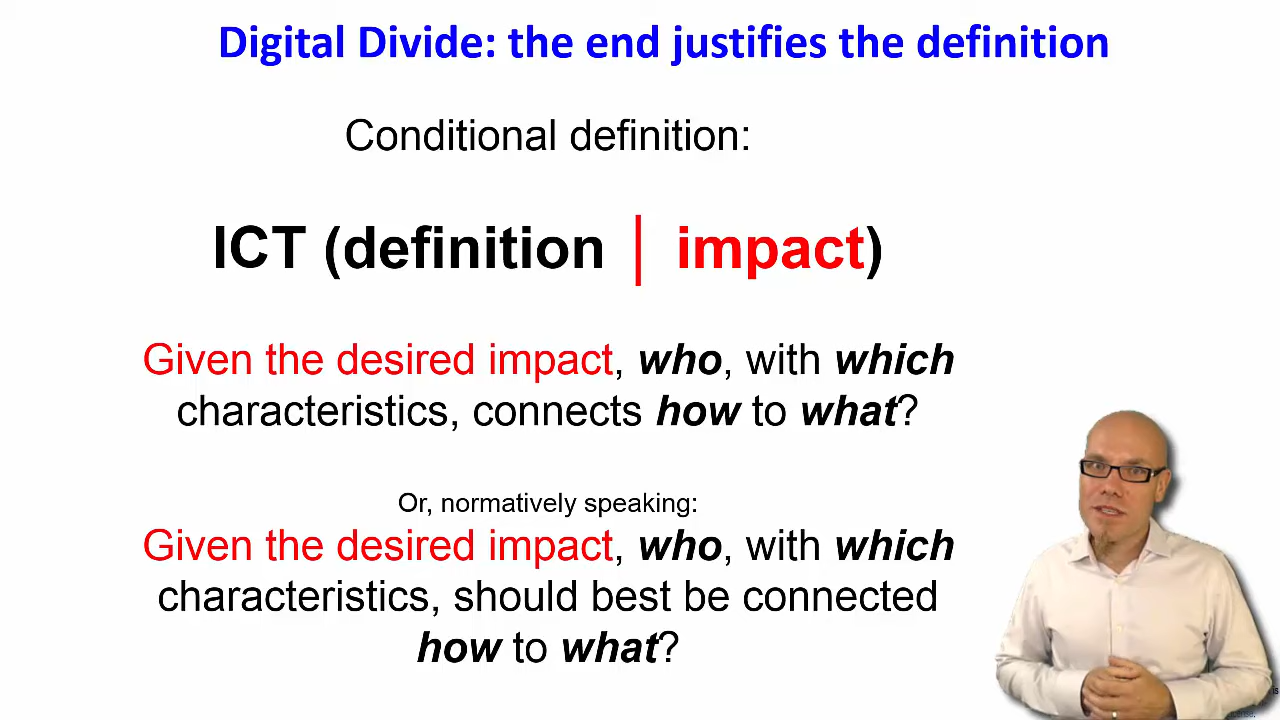 Digital Divide: the end justifies the definition
Conditional definition:
ICT (definition | impact)
Given the desired impact, who, with which
characteristics, connects how to what?
Or, normatively speaking:
Given the desired impact, who, with which
characteristics, should best be connected
how to what?
is